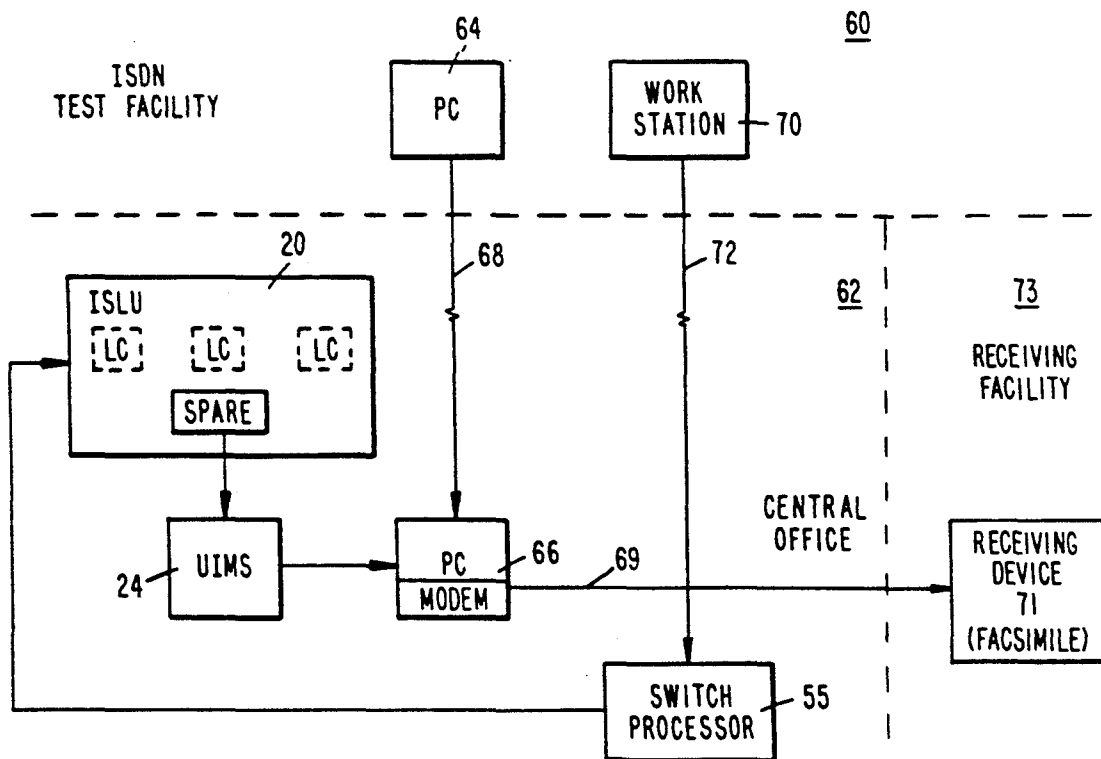 64
60
ISDN
TEST FACILITY
PC
WORK
STATION
70
20
68
72
62
73
ISLU
LC LC LC
SPARE
RECEIVING
FACILITY
CENTRAL
OFFICE
24
UIMS
PC
66
MODEM
69
RECEIVING
DEVICE
71
(FACSIMILE)
SWITCH
PROCESSOR
55